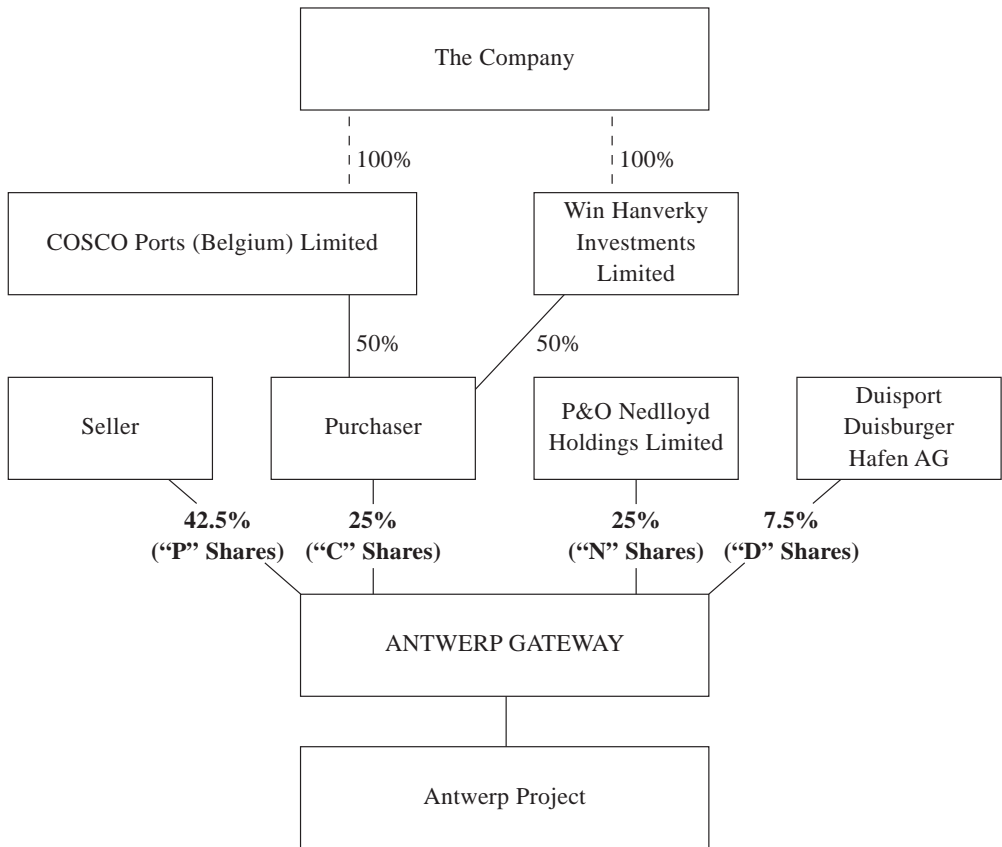 The Company
100%
100%
COSCO Ports (Belgium) Limited
Win Hanverky
Investments
Limited
50%
50%
Seller
Purchaser
P&O Nedlloyd
Holdings Limited
Duisport
Duisburger
Hafen AG
42.5%
(“P” Shares)
25%
(“C” Shares)
25%
(“N” Shares)
7.5%
(“D” Shares)
ANTWERP GATEWAY
Antwerp Project